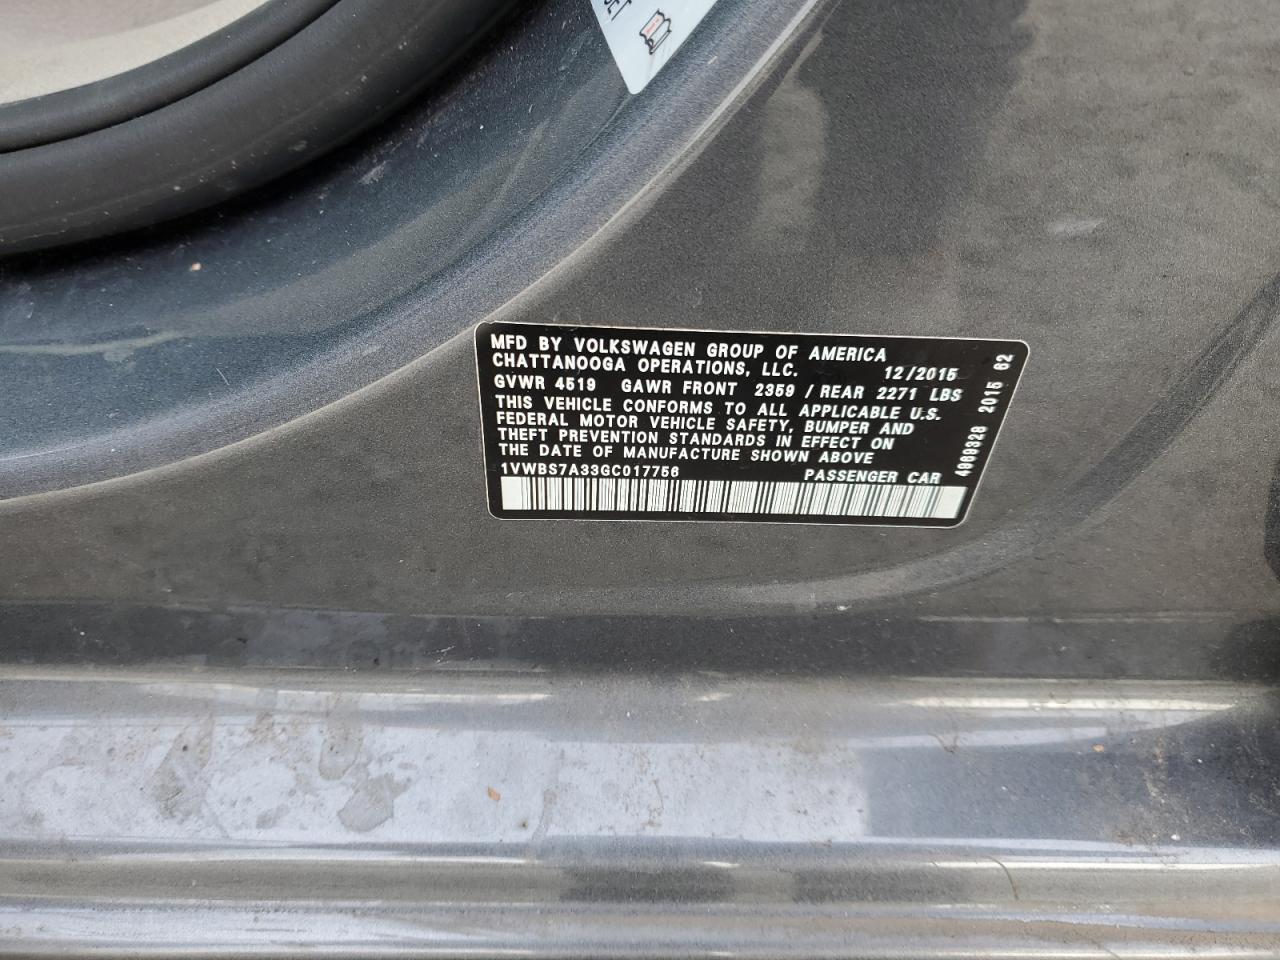 MFD BY VOLKSWAGEN GROUP OF AMERICA
CHATTANOOGA OPERATIONS, LLC. 12/2015
GVWR 4519 GAWR FRONT 2359 / REAR 2271 LBS
THIS VEHICLE CONFORMS TO ALL APPLICABLE U.S.
FEDERAL MOTOR VEHICLE SAFETY, BUMPER AND
THEFT PREVENTION STANDARDS IN EFFECT ON
THE DATE OF MANUFACTURE SHOWN ABOVE
1VWBS7A33GC017756 PASSENGER CAR
4969328 2015 62